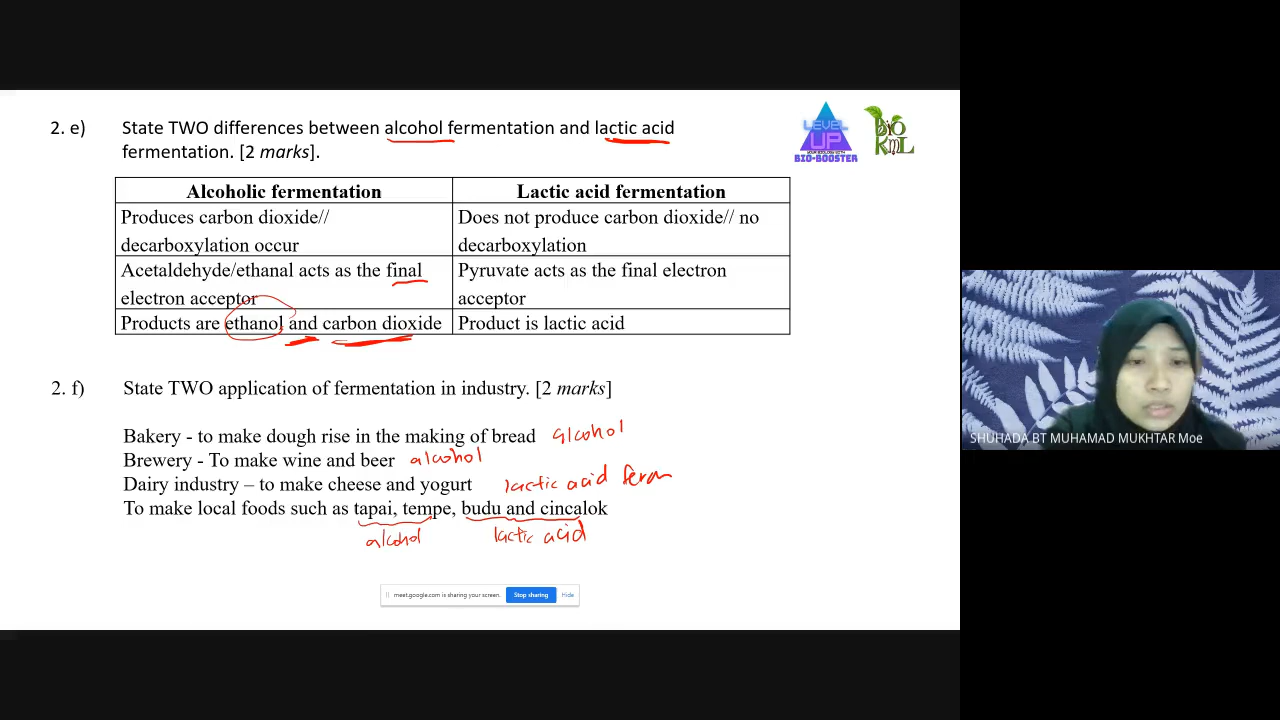 2. e) State TWO differences between alcohol fermentation and lactic acid
fermentation. [2 marks].
LEVEL
UP
YOUR BIOLOGY WITH
BIO-BOOSTER
Bio
KML
Alcoholic fermentation
Lactic acid fermentation
Produces carbon dioxide//
decarboxylation occur
Does not produce carbon dioxide// no
decarboxylation
Acetaldehyde/ethanal acts as the final
electron acceptor
Pyruvate acts as the final electron
acceptor
Products are ethanol and carbon dioxide
Product is lactic acid
2. f) State TWO application of fermentation in industry. [2 marks]
Bakery - to make dough rise in the making of bread alcohol
Brewery - To make wine and beer alcohol
Dairy industry – to make cheese and yogurt lactic acid ferm
To make local foods such as tapai, tempe, budu and cincalok
alcohol lactic acid
meet.google.com is sharing your screen. Stop sharing Hide
SHUHADA BT MUHAMAD MUKHTAR Moe